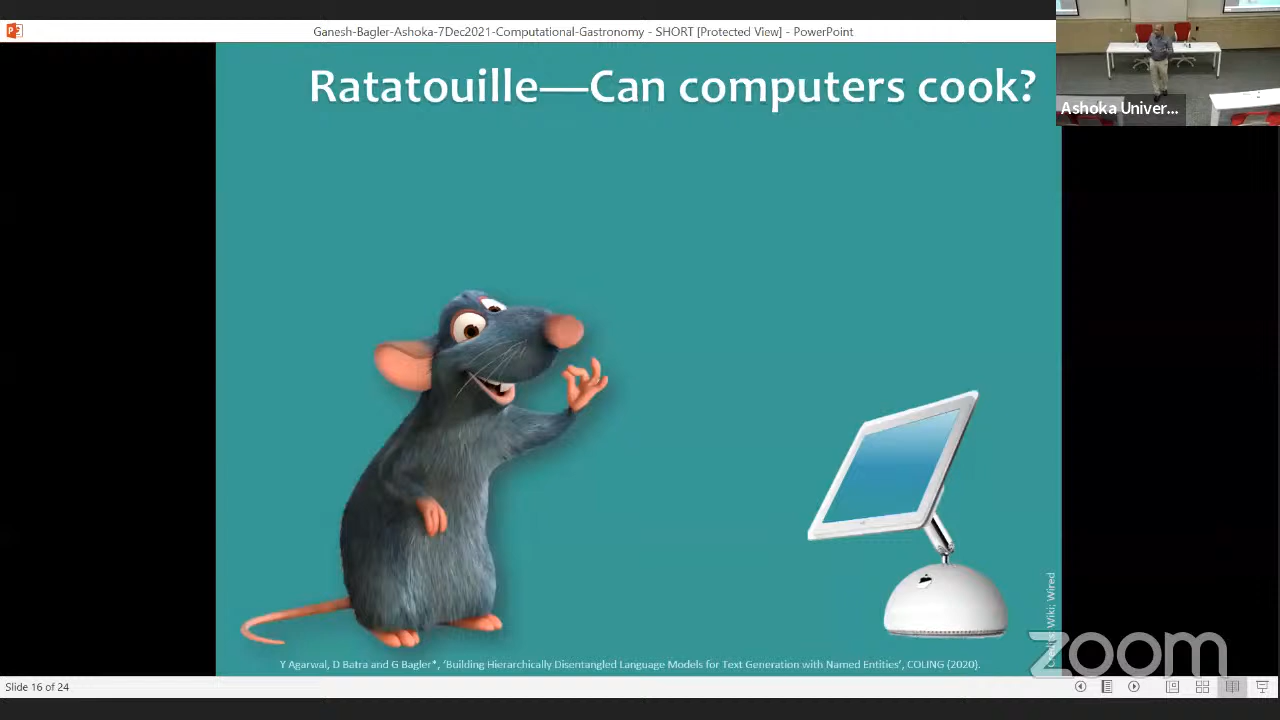 Ganesh-Bagler-Ashoka-7Dec2021-Computational-Gastronomy - SHORT [Protected View] - PowerPoint
Ratatouille—Can computers cook?
Ashoka Univer...
Credits: Wiki; Wired
Y Agarwal, D Batra and G Bagler*, ‘Building Hierarchically Disentangled Language Models for Text Generation with Named Entities’, COLING (2020).
zoom
Slide 16 of 24